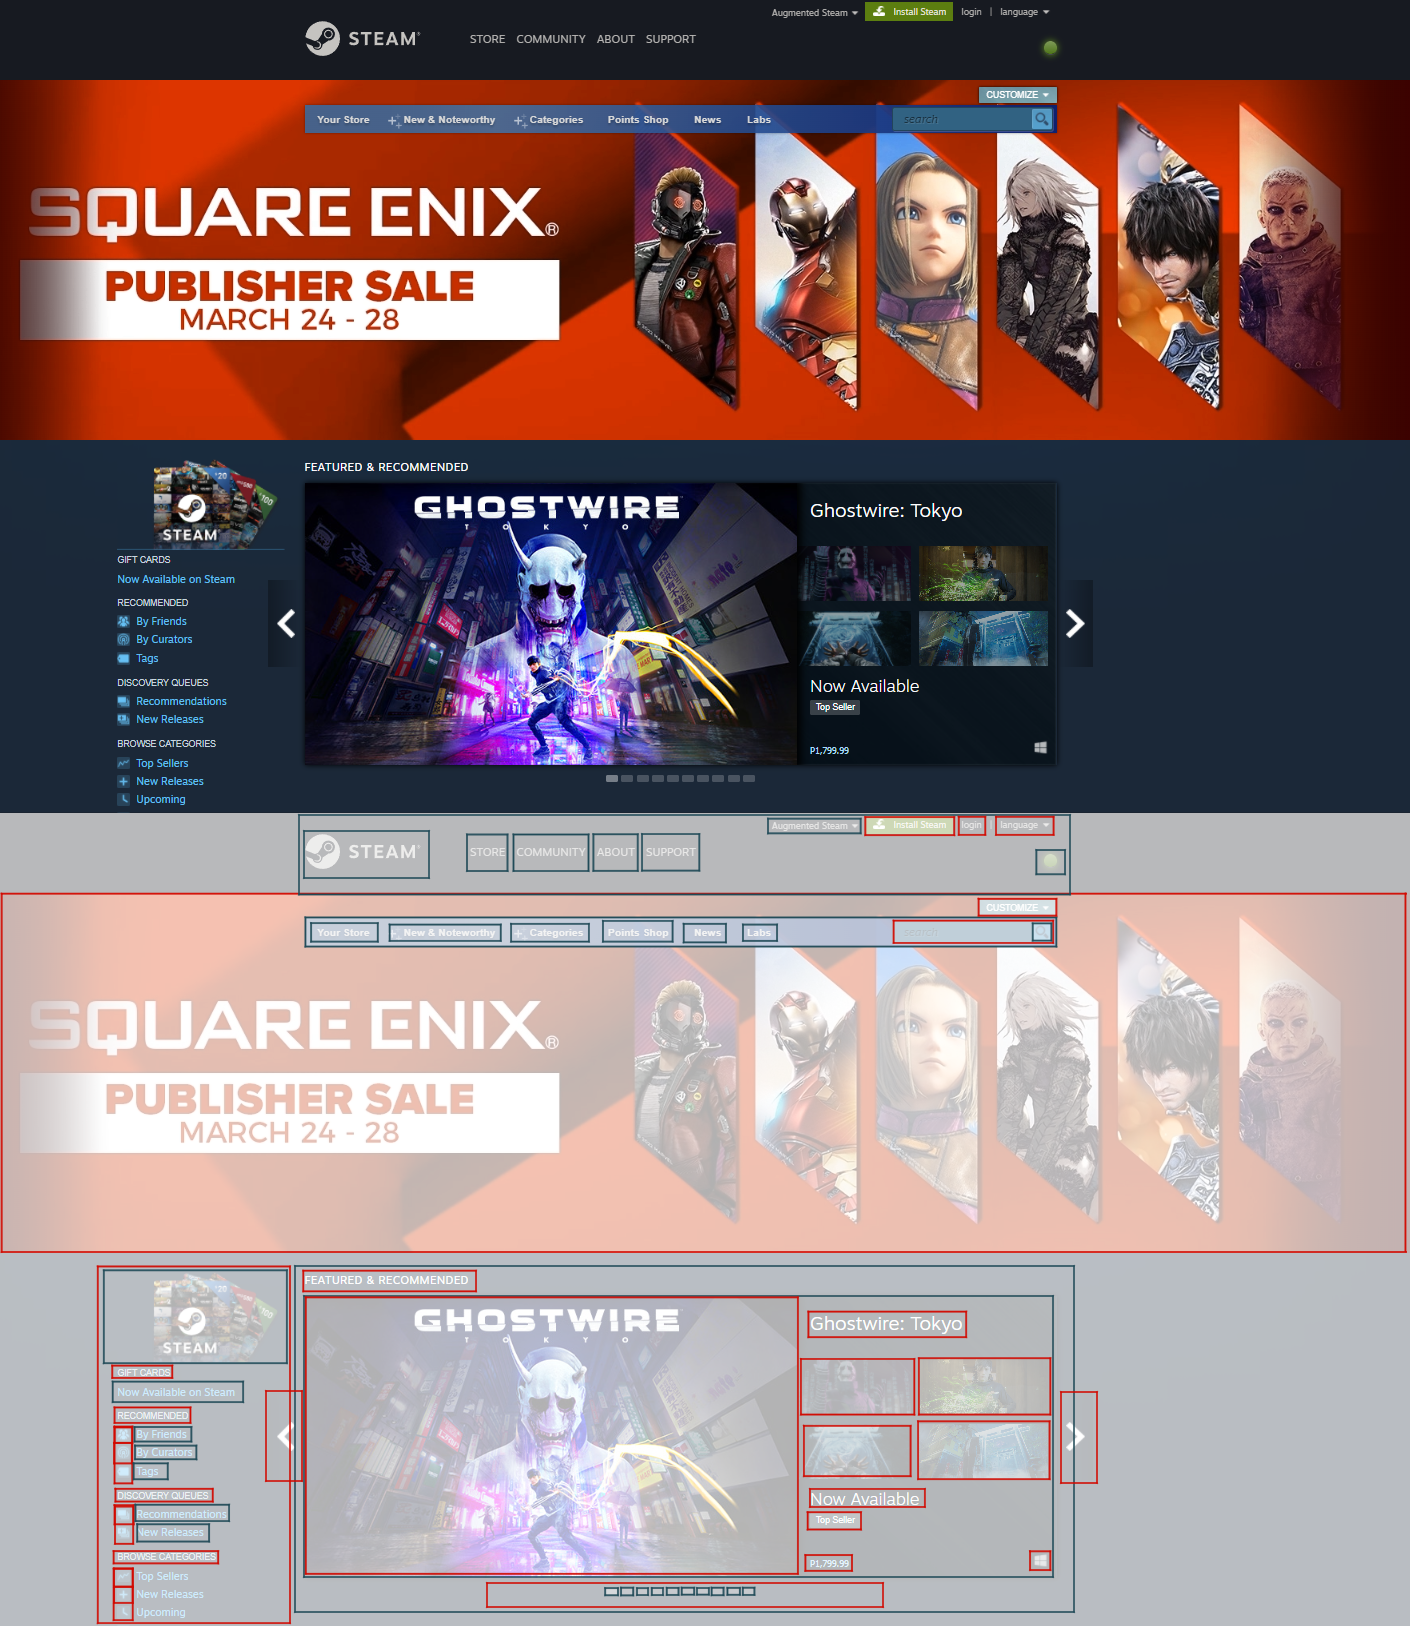 Augmented Steam Install Steam login | language
STEAM STORE COMMUNITY ABOUT SUPPORT
CUSTOMIZE
Your Store New & Noteworthy Categories Points Shop News Labs search
SQUARE ENIX®
PUBLISHER SALE
MARCH 24 - 28
STEAM
GIFT CARDS
Now Available on Steam
RECOMMENDED
By Friends
By Curators
Tags
DISCOVERY QUEUES
Recommendations
New Releases
BROWSE CATEGORIES
Top Sellers
New Releases
Upcoming
FEATURED & RECOMMENDED
GHOSTWIRE
TOKYO
Ghostwire: Tokyo
Now Available
Top Seller
P1,799.99
Augmented Steam Install Steam login | language
STEAM STORE COMMUNITY ABOUT SUPPORT
CUSTOMIZE
Your Store New & Noteworthy Categories Points Shop News Labs search
SQUARE ENIX®
PUBLISHER SALE
MARCH 24 - 28
STEAM
GIFT CARDS
Now Available on Steam
RECOMMENDED
By Friends
By Curators
Tags
DISCOVERY QUEUES
Recommendations
New Releases
BROWSE CATEGORIES
Top Sellers
New Releases
Upcoming
FEATURED & RECOMMENDED
GHOSTWIRE
TOKYO
Ghostwire: Tokyo
Now Available
Top Seller
P1,799.99